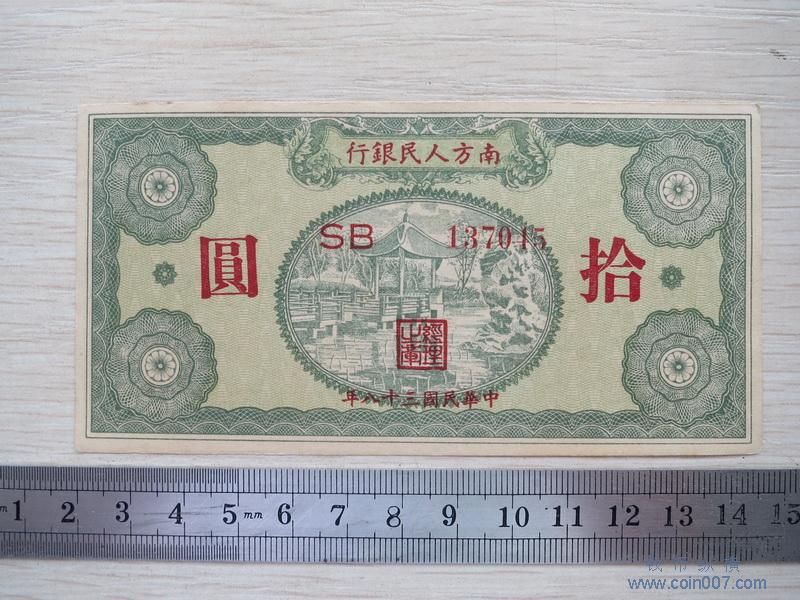 南方人民銀行
SB 137045
拾圓
經理之章
中華民國三十八年
1 2 3 4 5 mm 6 7 8 9 10 11 12 13 14 15
钱币纵横
www.coin007.com